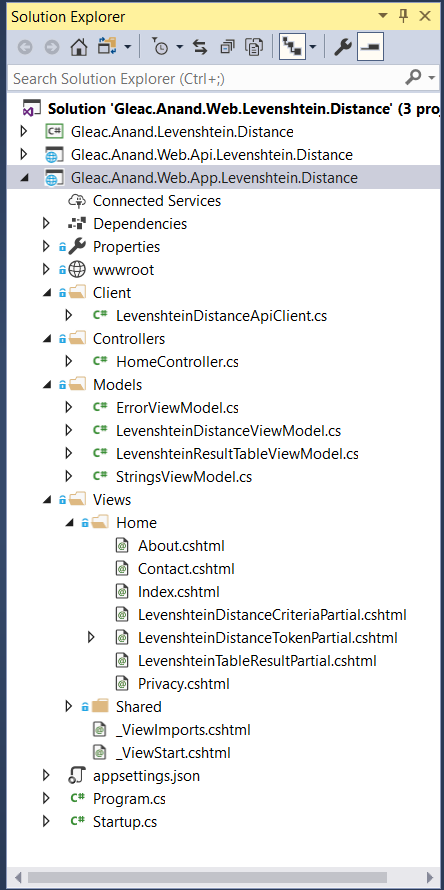 Solution Explorer
Search Solution Explorer (Ctrl+;)
Solution 'Gleac.Anand.Web.Levenshtein.Distance' (3 proj
C# Gleac.Anand.Levenshtein.Distance
Gleac.Anand.Web.Api.Levenshtein.Distance
Gleac.Anand.Web.App.Levenshtein.Distance
Connected Services
Dependencies
Properties
wwwroot
Client
C# LevenshteinDistanceApiClient.cs
Controllers
C# HomeController.cs
Models
C# ErrorViewModel.cs
C# LevenshteinDistanceViewModel.cs
C# LevenshteinResultTableViewModel.cs
C# StringsViewModel.cs
Views
Home
About.cshtml
Contact.cshtml
Index.cshtml
LevenshteinDistanceCriteriaPartial.cshtml
LevenshteinDistanceTokenPartial.cshtml
LevenshteinTableResultPartial.cshtml
Privacy.cshtml
Shared
_ViewImports.cshtml
_ViewStart.cshtml
appsettings.json
C# Program.cs
C# Startup.cs